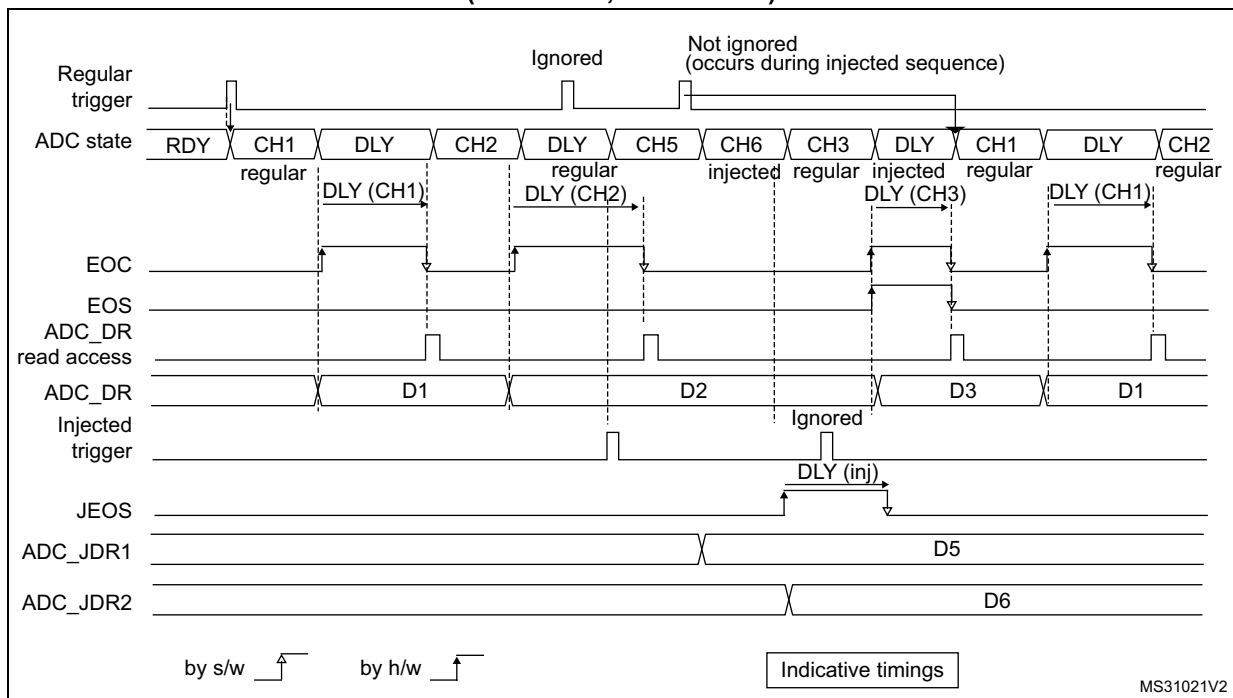 Ignored
Not ignored
(occurs during injected sequence)
Regular
trigger
ADC state
RDY CH1 DLY CH2 DLY CH5 CH6 CH3 DLY CH1 DLY CH2
regular regular injected regular injected regular regular
DLY (CH1) DLY (CH2) DLY (CH3) DLY (CH1)
EOC
EOS
ADC_DR
read access
ADC_DR D1 D2 D3 D1
Injected
trigger
Ignored
DLY (inj)
JEOS
ADC_JDR1 D5
ADC_JDR2 D6
by s/w by h/w Indicative timings
MS31021V2